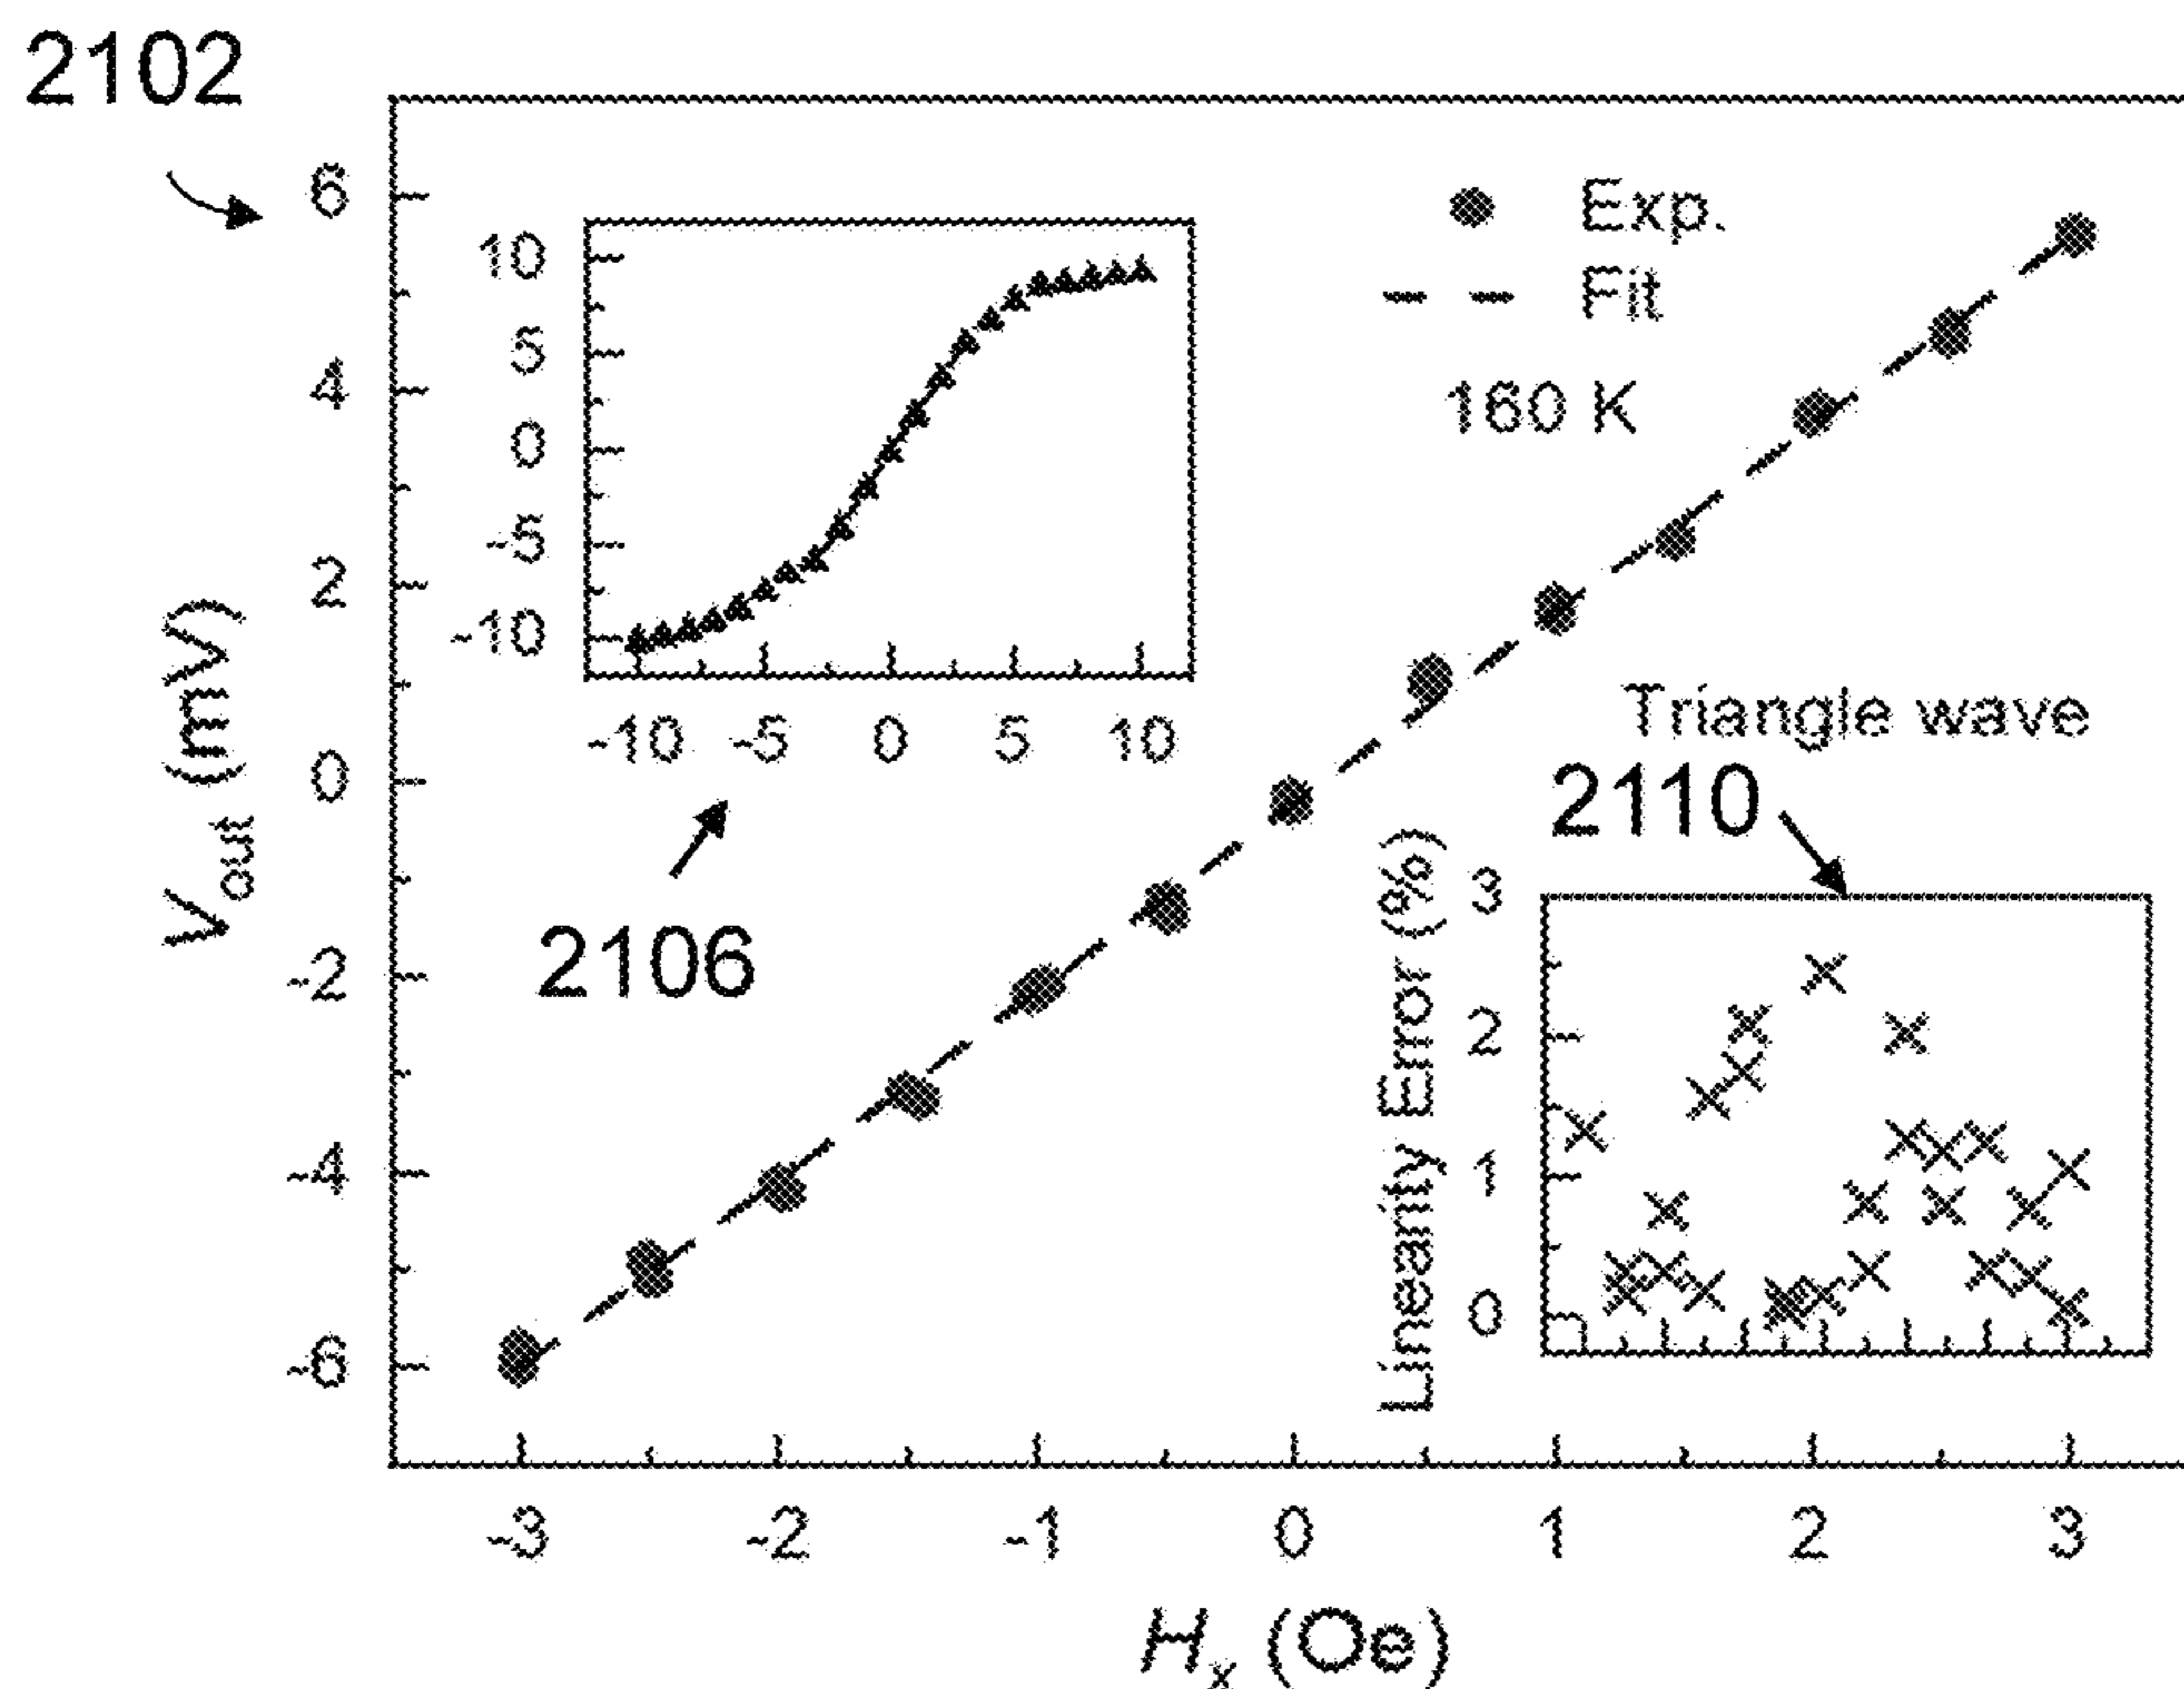 2102
6
4
2
0
-2
-4
-6
V_out (mV)
10
5
0
-5
-10
-10 -5 0 5 10
2106
Exp.
Fit
160 K
Triangle wave
2110
Linearity Error (%)
3
2
1
0
-3 -2 -1 0 1 2 3
H_x (Oe)